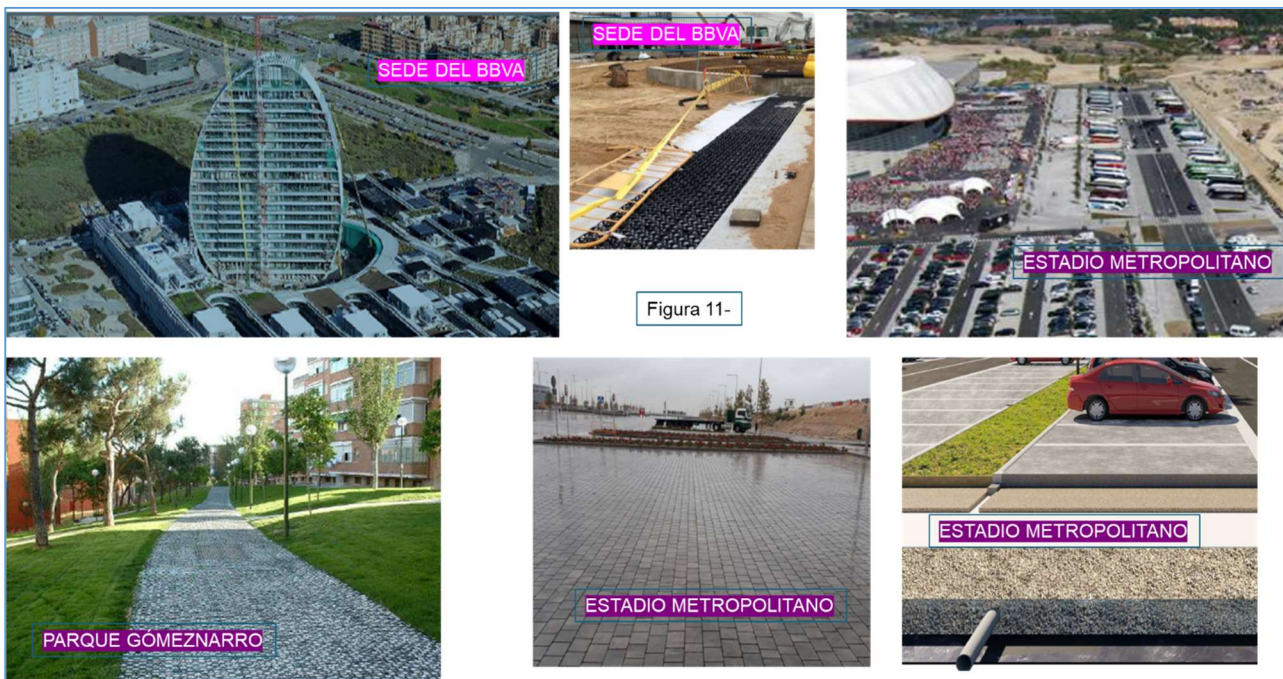 SEDE DEL BBVA
SEDE DEL BBVA
ESTADIO METROPOLITANO
Figura 11-
PARQUE GÓMEZNARRO
ESTADIO METROPOLITANO
ESTADIO METROPOLITANO